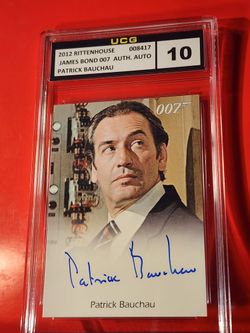 UCG
2012 RITTENHOUSE 008417
JAMES BOND 007 AUTH. AUTO
PATRICK BAUCHAU
10
007
Patrick Bauchau
Patrick Bauchau